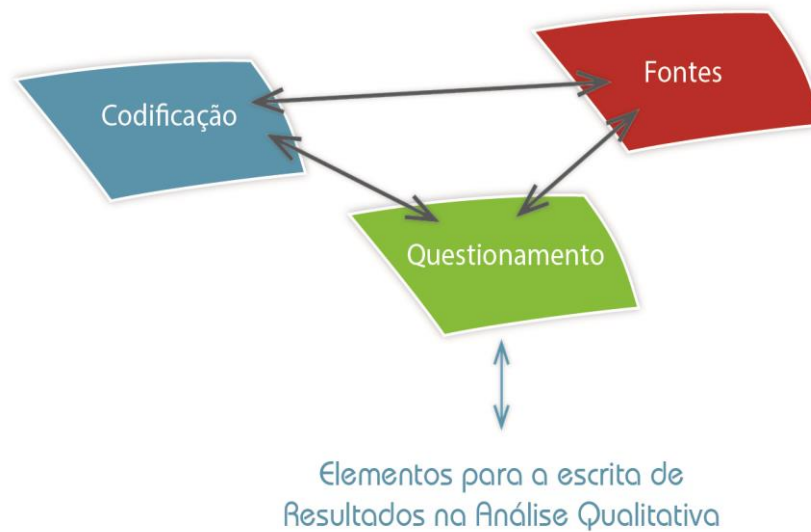 Fontes
Codificação
Questionamento
Elementos para a escrita de
Resultados na Análise Qualitativa